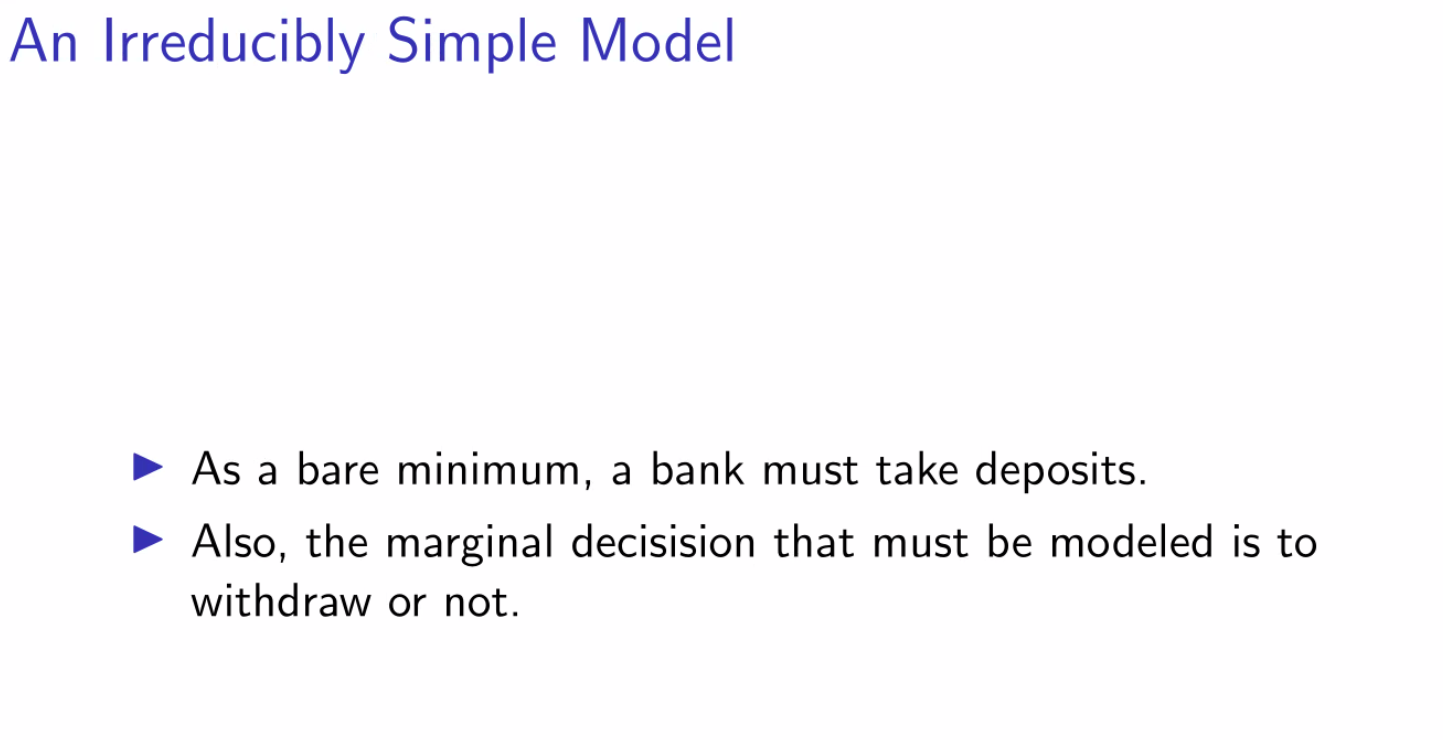 An Irreducibly Simple Model
▶ As a bare minimum, a bank must take deposits.
▶ Also, the marginal decisision that must be modeled is to
withdraw or not.